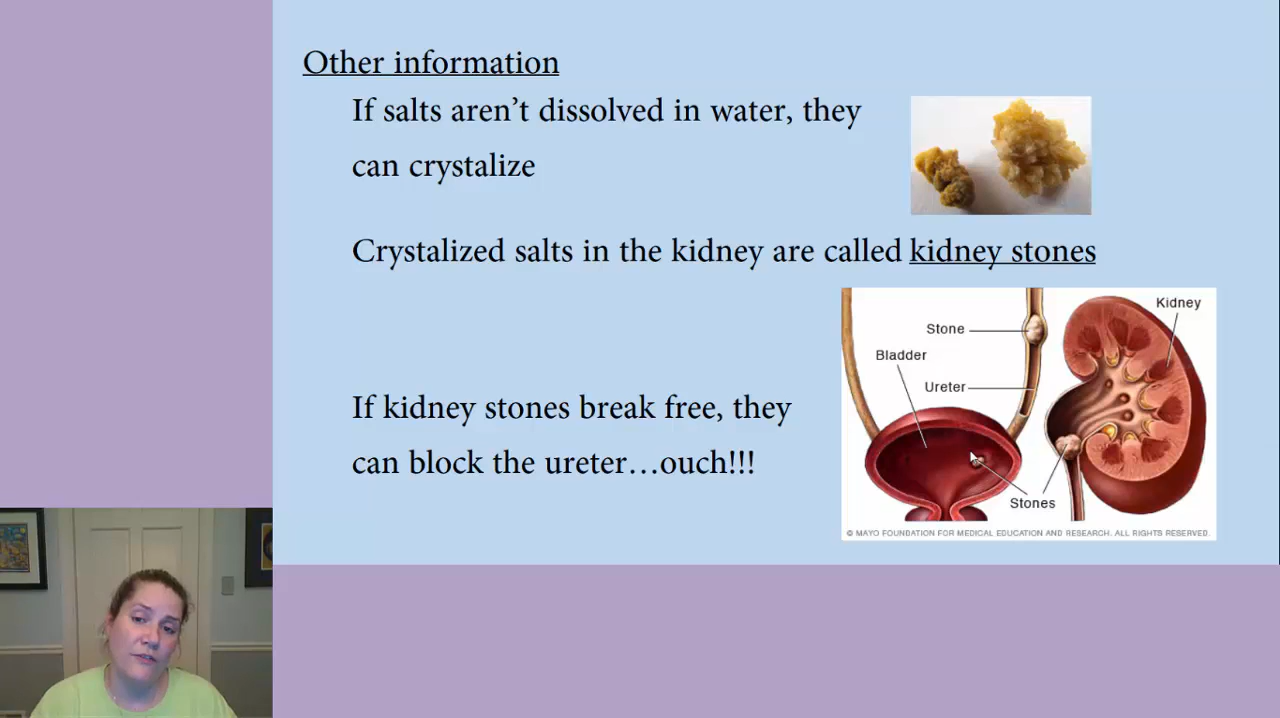 Other information
If salts aren’t dissolved in water, they
can crystalize
Crystalized salts in the kidney are called kidney stones
Kidney
Stone
Bladder
Ureter
If kidney stones break free, they
can block the ureter…ouch!!!
Stones
© MAYO FOUNDATION FOR MEDICAL EDUCATION AND RESEARCH. ALL RIGHTS RESERVED.